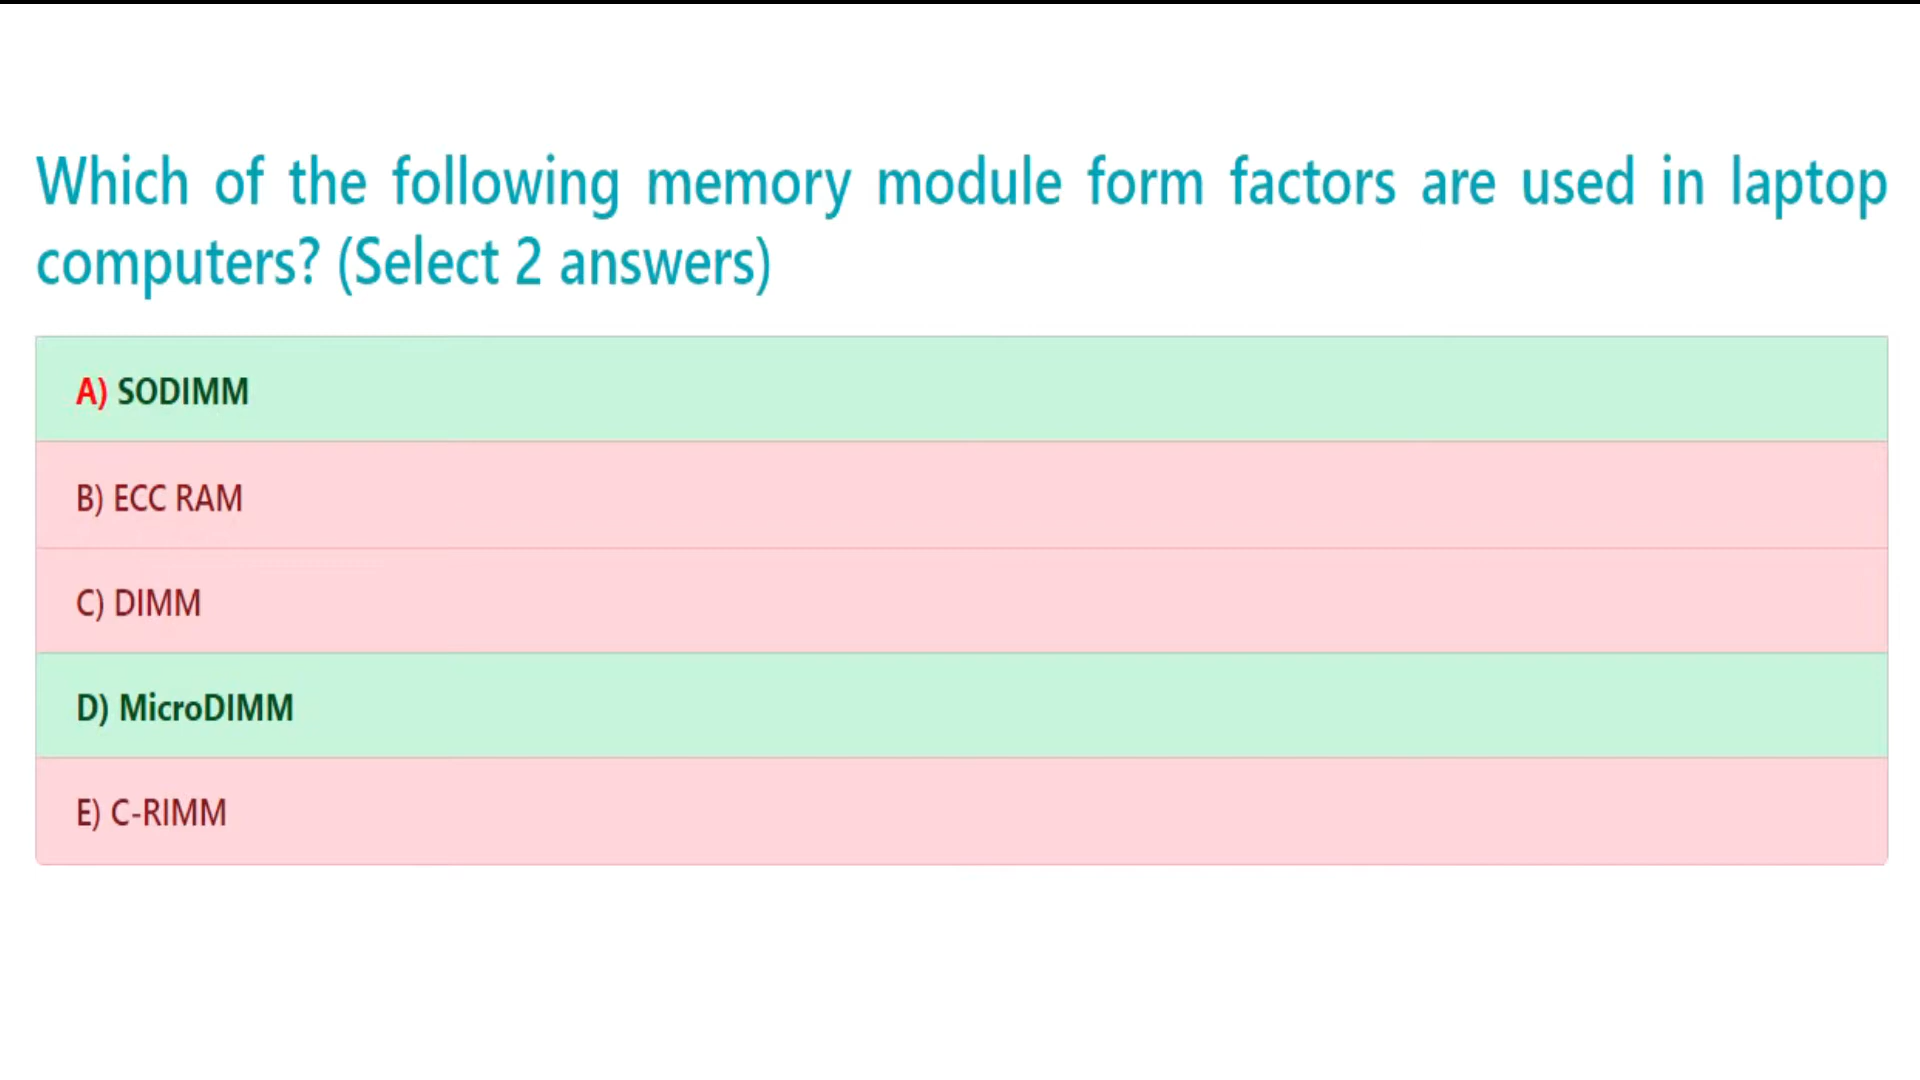 Which of the following memory module form factors are used in laptop
computers? (Select 2 answers)
A) SODIMM
B) ECC RAM
C) DIMM
D) MicroDIMM
E) C-RIMM